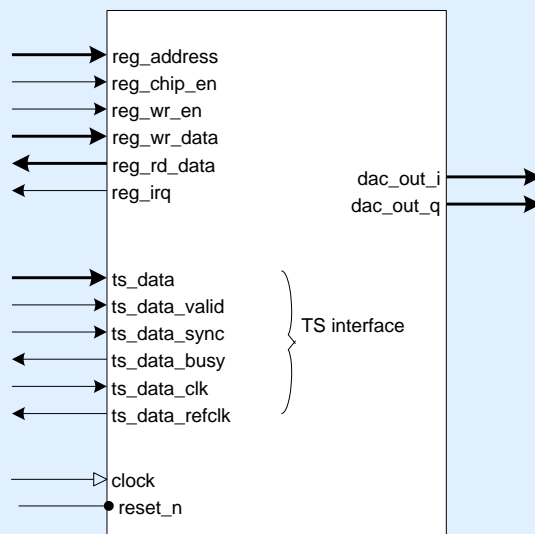 reg_address
reg_chip_en
reg_wr_en
reg_wr_data
reg_rd_data
reg_irq
dac_out_i
dac_out_q
ts_data
ts_data_valid
ts_data_sync
ts_data_busy
ts_data_clk
ts_data_refclk
TS interface
clock
reset_n